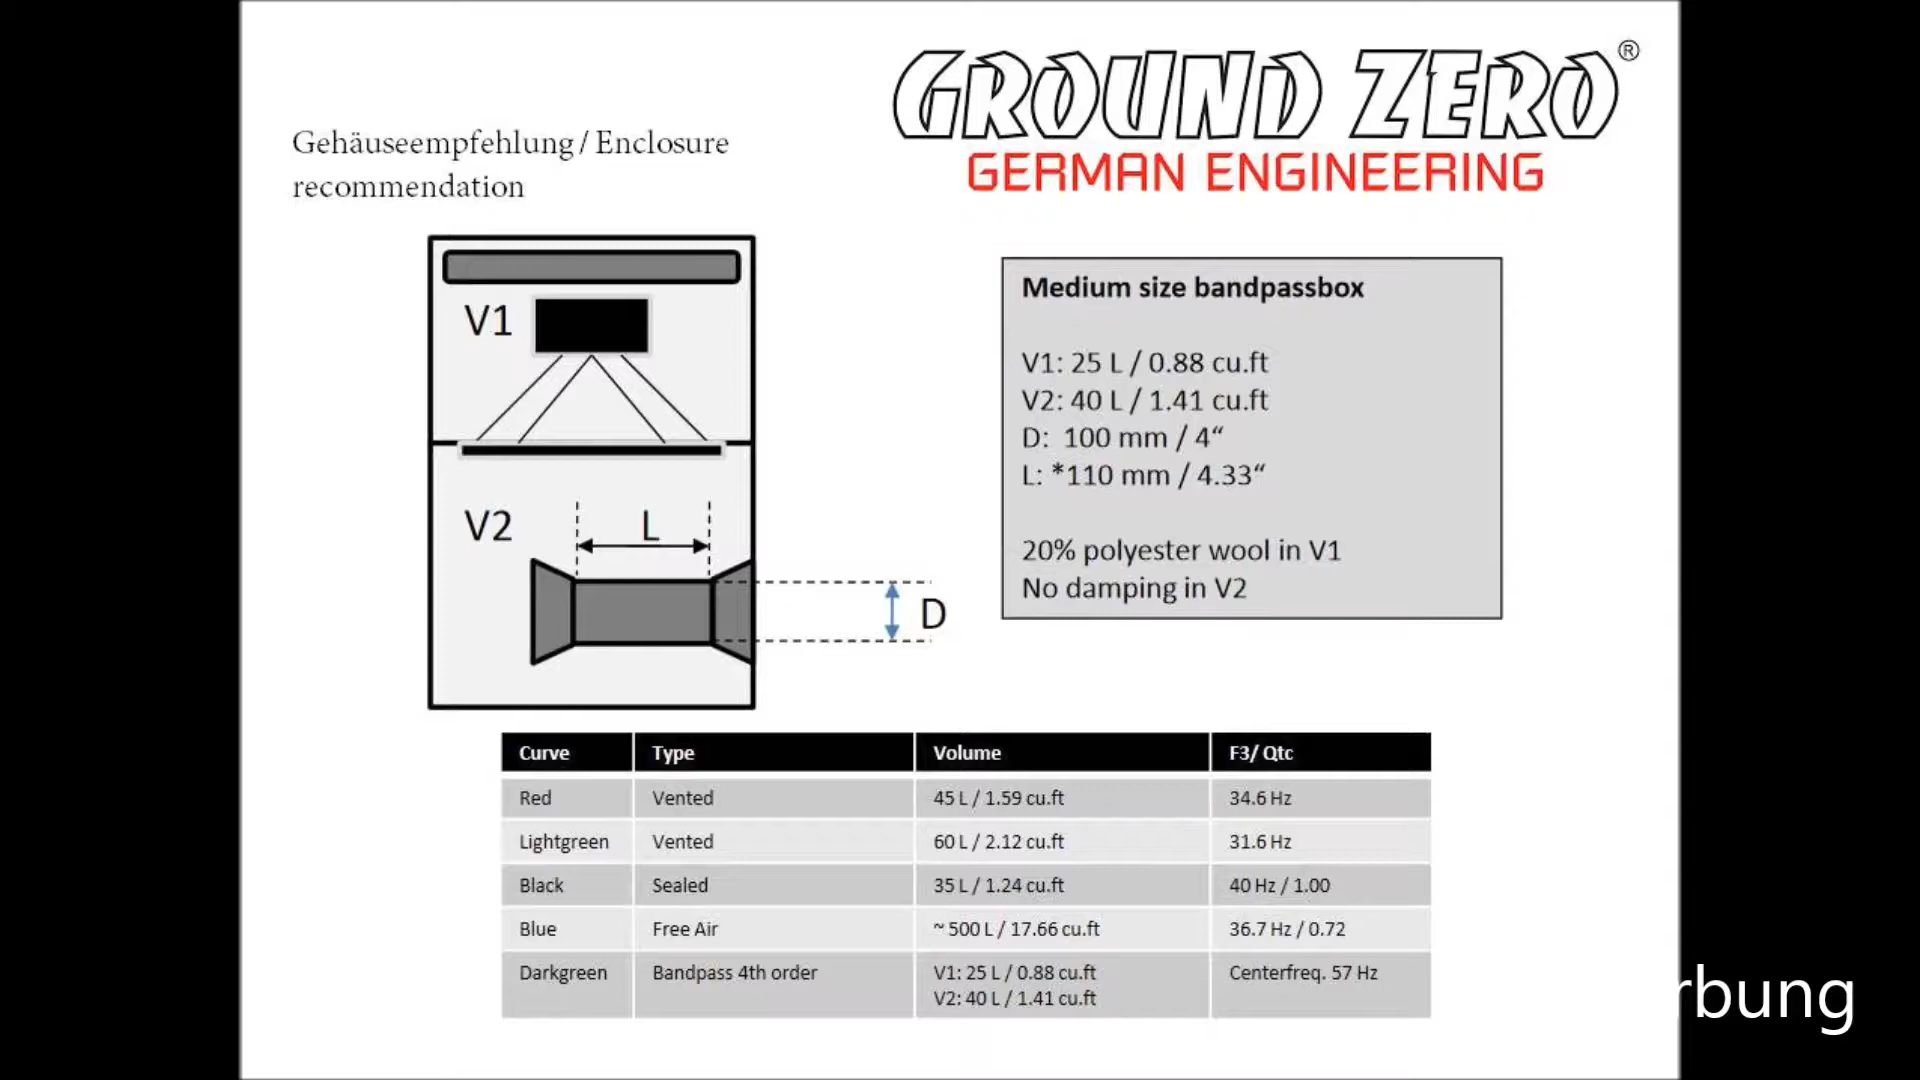 GROUND ZERO®
GERMAN ENGINEERING
Gehäuseempfehlung / Enclosure
recommendation
V1
V2
L
D
Medium size bandpassbox
V1: 25 L / 0.88 cu.ft
V2: 40 L / 1.41 cu.ft
D: 100 mm / 4“
L: *110 mm / 4.33“
20% polyester wool in V1
No damping in V2
Curve Type Volume F3/ Qtc
Red Vented 45 L / 1.59 cu.ft 34.6 Hz
Lightgreen Vented 60 L / 2.12 cu.ft 31.6 Hz
Black Sealed 35 L / 1.24 cu.ft 40 Hz / 1.00
Blue Free Air ~ 500 L / 17.66 cu.ft 36.7 Hz / 0.72
Darkgreen Bandpass 4th order V1: 25 L / 0.88 cu.ft Centerfreq. 57 Hz
V2: 40 L / 1.41 cu.ft